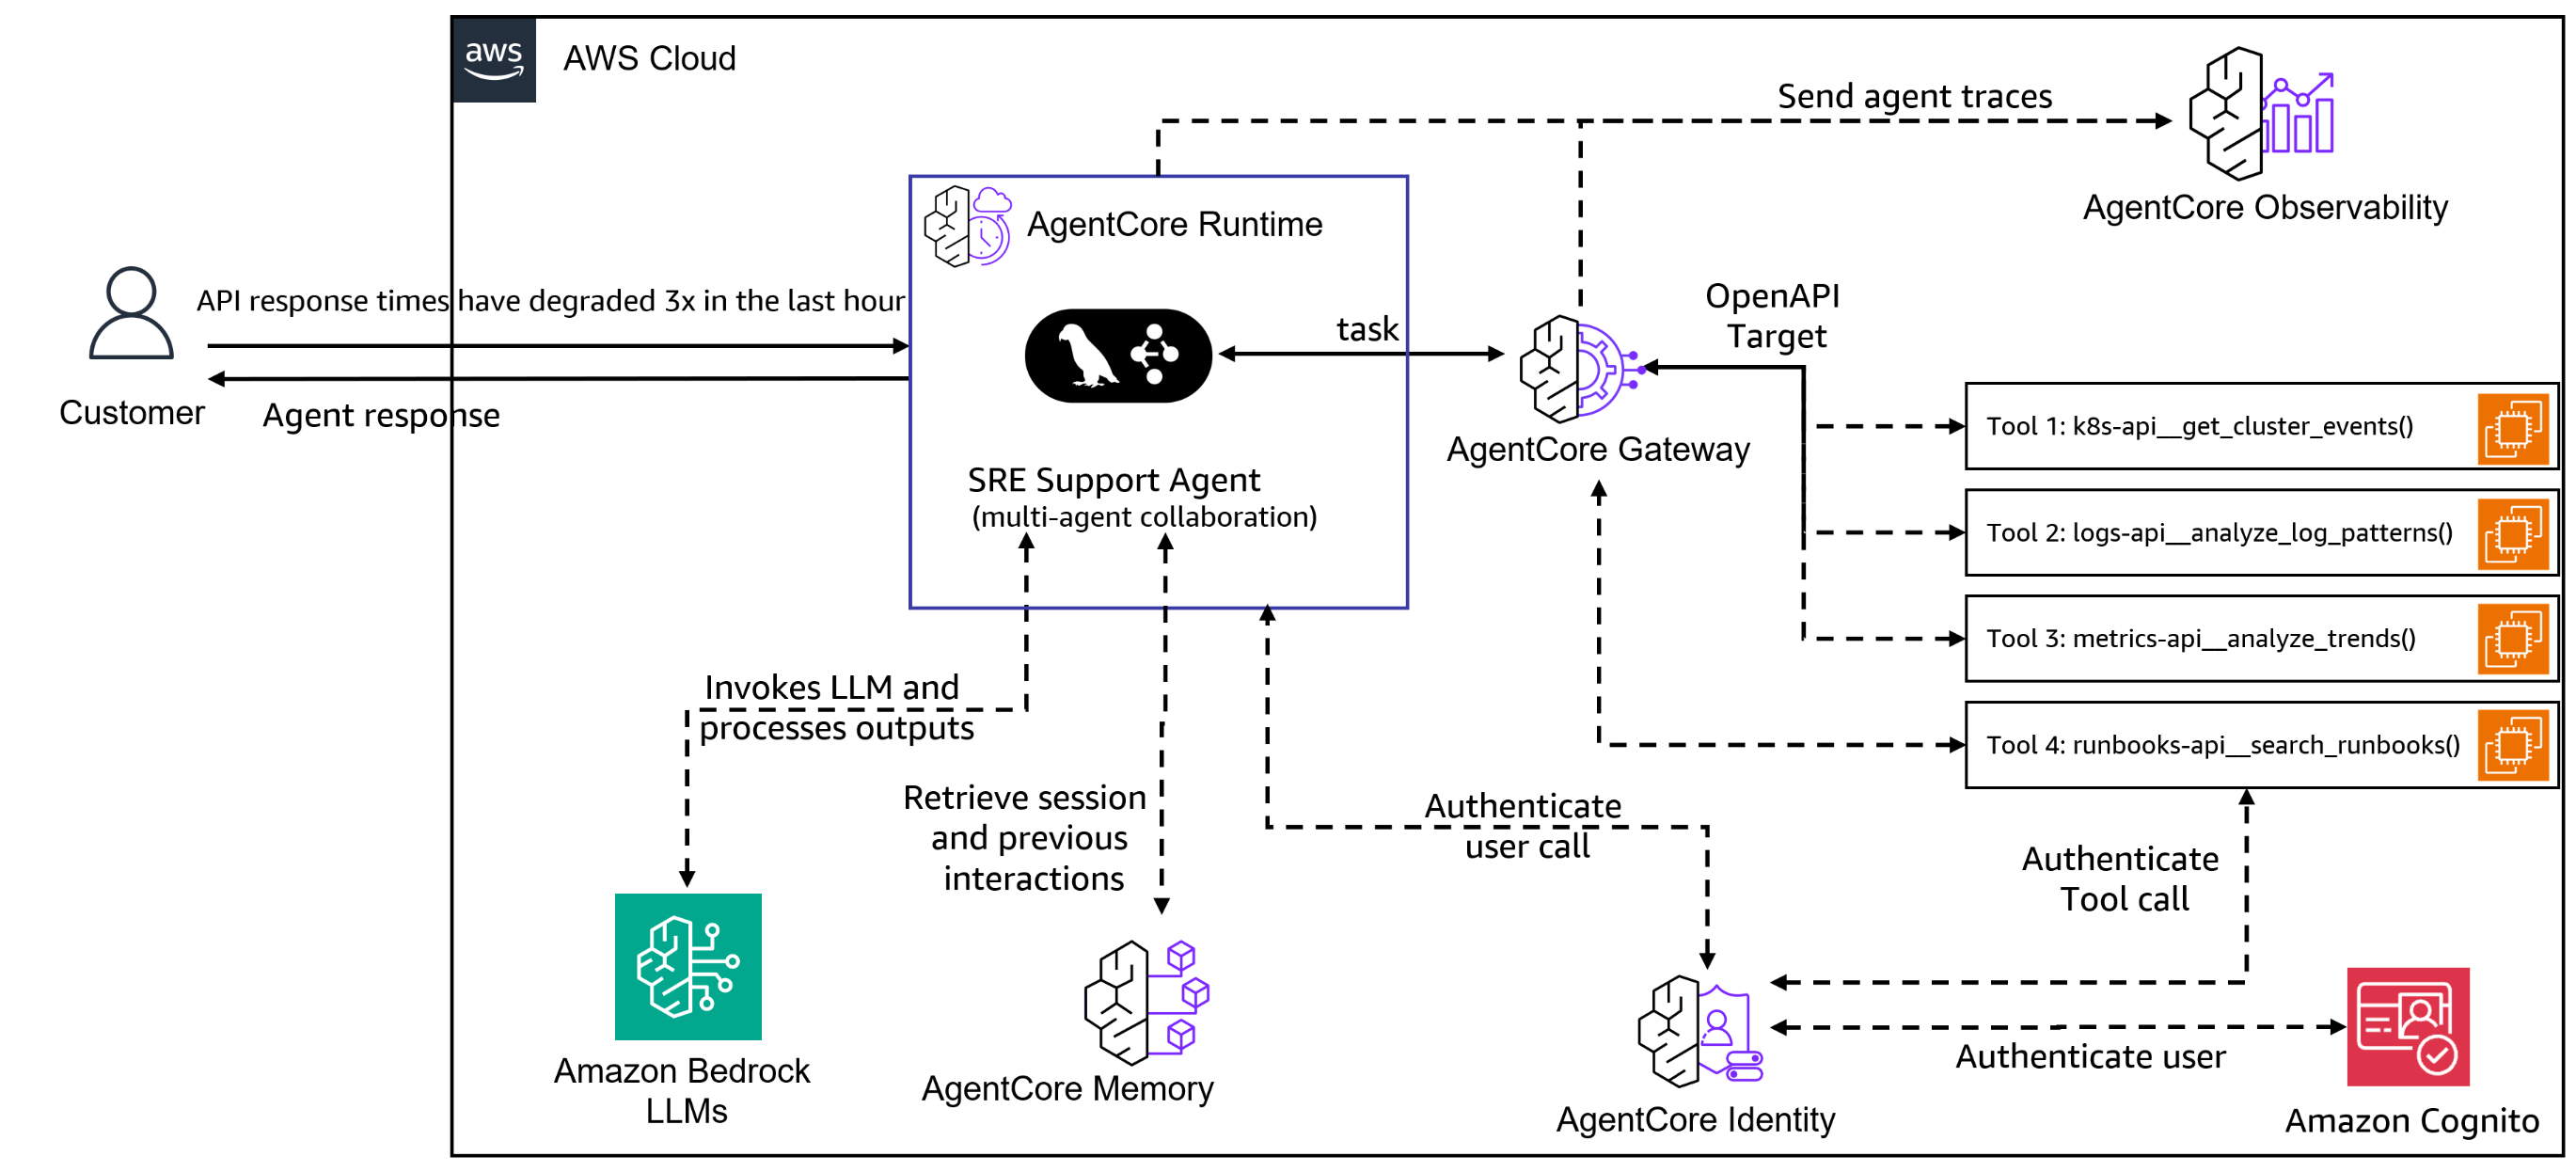 aws
AWS Cloud
Send agent traces
AgentCore Observability
AgentCore Runtime
API response times have degraded 3x in the last hour
Customer
Agent response
task
OpenAPI
Target
AgentCore Gateway
SRE Support Agent
(multi-agent collaboration)
Tool 1: k8s-api__get_cluster_events()
Tool 2: logs-api__analyze_log_patterns()
Tool 3: metrics-api__analyze_trends()
Tool 4: runbooks-api__search_runbooks()
Invokes LLM and
processes outputs
Retrieve session
and previous
interactions
Authenticate
user call
Authenticate
Tool call
Authenticate user
Amazon Bedrock
LLMs
AgentCore Memory
AgentCore Identity
Amazon Cognito